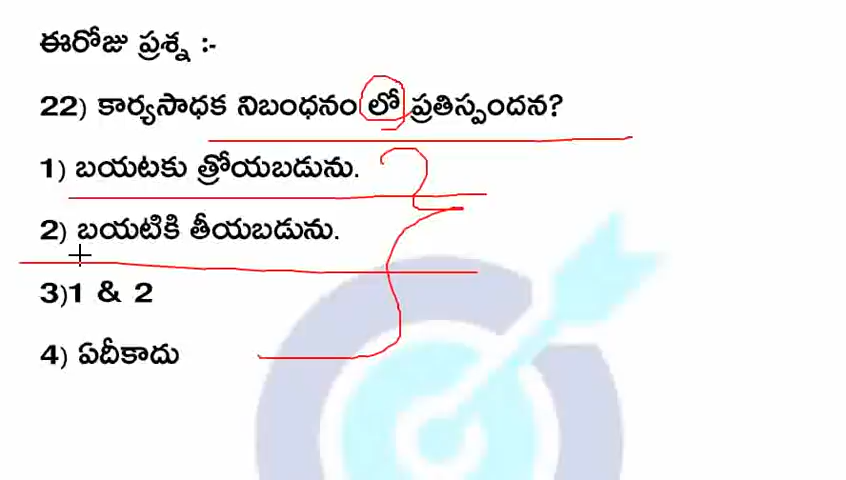 ఈరోజు ప్రశ్న :-
22) కార్యసాధక నిబంధనం లో ప్రతిస్పందన?
1) బయటకు త్రోయబడును.
2) బయటికి తీయబడును.
3)1 & 2
4) ఏదీకాదు